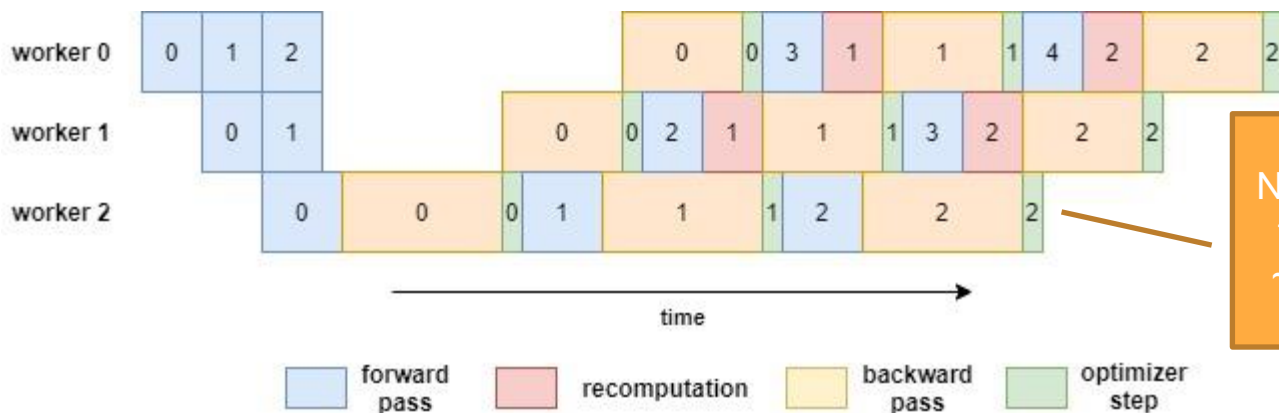 worker 0 0 1 2 0 0 3 1 1 1 4 2 2 2
worker 1 0 1 0 0 2 1 1 1 3 2 2 2
worker 2 0 0 0 1 1 1 2 2 2
time
forward pass
recomputation
backward pass
optimizer step